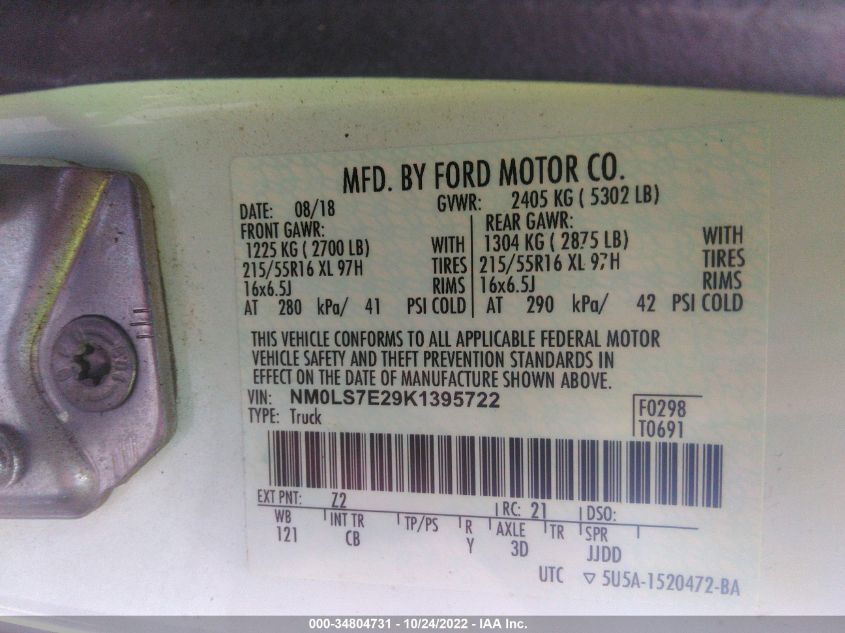 MFD. BY FORD MOTOR CO.
DATE: 08/18 GVWR: 2405 KG ( 5302 LB)
FRONT GAWR: REAR GAWR:
1225 KG ( 2700 LB) WITH 1304 KG ( 2875 LB) WITH
215/55R16 XL 97H TIRES 215/55R16 XL 97H TIRES
16x6.5J RIMS 16x6.5J RIMS
AT 280 kPa/ 41 PSI COLD AT 290 kPa/ 42 PSI COLD
THIS VEHICLE CONFORMS TO ALL APPLICABLE FEDERAL MOTOR
VEHICLE SAFETY AND THEFT PREVENTION STANDARDS IN
EFFECT ON THE DATE OF MANUFACTURE SHOWN ABOVE.
VIN: NM0LS7E29K1395722 F0298
TYPE: Truck T0691
EXT PNT: Z2 RC: 21 DSO:
WB INT TR TP/PS R AXLE TR SPR
121 CB Y 3D JJDD
UTC ▽ 5U5A-1520472-BA
000-34804731 - 10/24/2022 - IAA Inc.